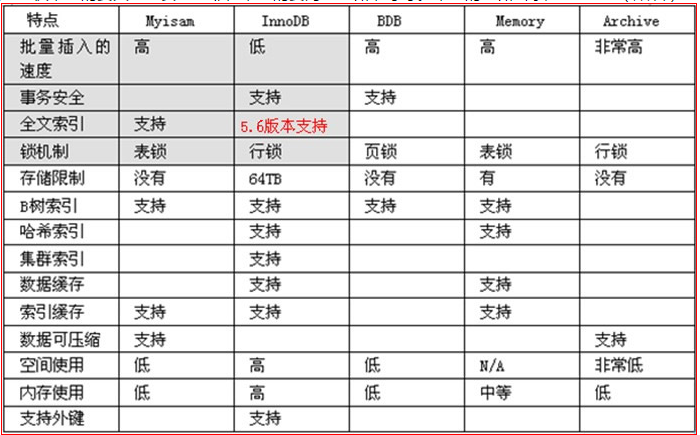 特点 Myisam InnoDB BDB Memory Archive
批量插入的 高 低 高 高 非常高
速度
事务安全 支持 支持
全文索引 支持 5.6版本支持
锁机制 表锁 行锁 页锁 表锁 行锁
存储限制 没有 64TB 没有 有 没有
B树索引 支持 支持 支持 支持
哈希索引 支持 支持
集群索引 支持
数据缓存 支持 支持
索引缓存 支持 支持 支持
数据可压缩 支持 支持
空间使用 低 高 低 N/A 非常低
内存使用 低 高 低 中等 低
支持外键 支持